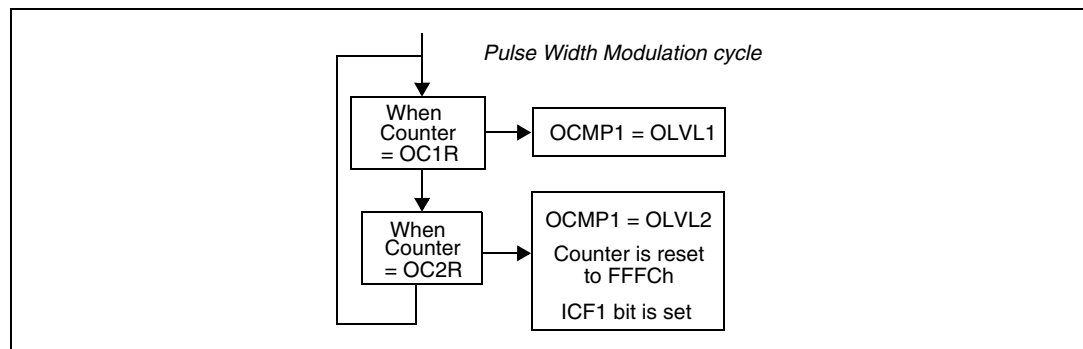 Pulse Width Modulation cycle
When
Counter
= OC1R
OCMP1 = OLVL1
When
Counter
= OC2R
OCMP1 = OLVL2
Counter is reset
to FFFCh
ICF1 bit is set